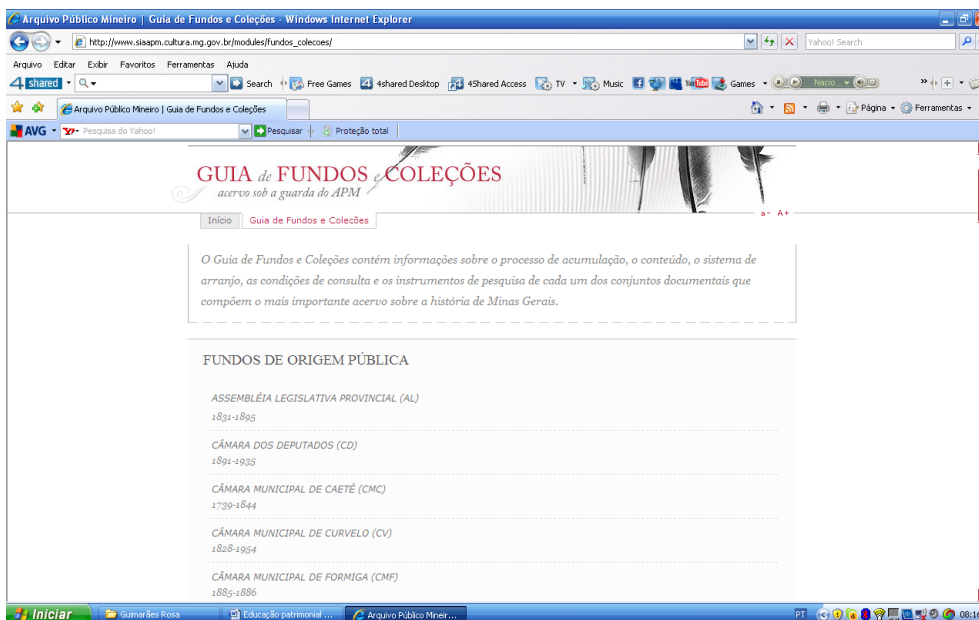 Arquivo Público Mineiro | Guia de Fundos e Coleções - Windows Internet Explorer
http://www.siaapm.cultura.mg.gov.br/modules/fundos_colecoes/
Yahoo! Search
Arquivo Editar Exibir Favoritos Ferramentas Ajuda
4 shared Search Free Games 4shared Desktop 4Shared Access TV Music Games Nacio
Arquivo Público Mineiro | Guia de Fundos e Coleções
Página Ferramentas
AVG Pesquisa do Yahoo! Pesquisar Proteção total
GUIA de FUNDOS e COLEÇÕES
acervo sob a guarda do APM
a- A+
Início Guia de Fundos e Colecões
O Guia de Fundos e Coleções contém informações sobre o processo de acumulação, o conteúdo, o sistema de
arranjo, as condições de consulta e os instrumentos de pesquisa de cada um dos conjuntos documentais que
compõem o mais importante acervo sobre a história de Minas Gerais.
FUNDOS DE ORIGEM PÚBLICA
ASSEMBLÉIA LEGISLATIVA PROVINCIAL (AL)
1831-1895
CÂMARA DOS DEPUTADOS (CD)
1891-1935
CÂMARA MUNICIPAL DE CAETÉ (CMC)
1739-1844
CÂMARA MUNICIPAL DE CURVELO (CV)
1828-1954
CÂMARA MUNICIPAL DE FORMIGA (CMF)
1885-1886
Iniciar Guimarães Rosa Educação patrimonial ... Arquivo Público Mineir... PT 08:16